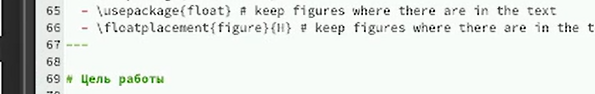 65 - \usepackage{float} # keep figures where there are in the text
66 - \floatplacement{figure}{H} # keep figures where there are in the t
67 ---
68
69 # Цель работы